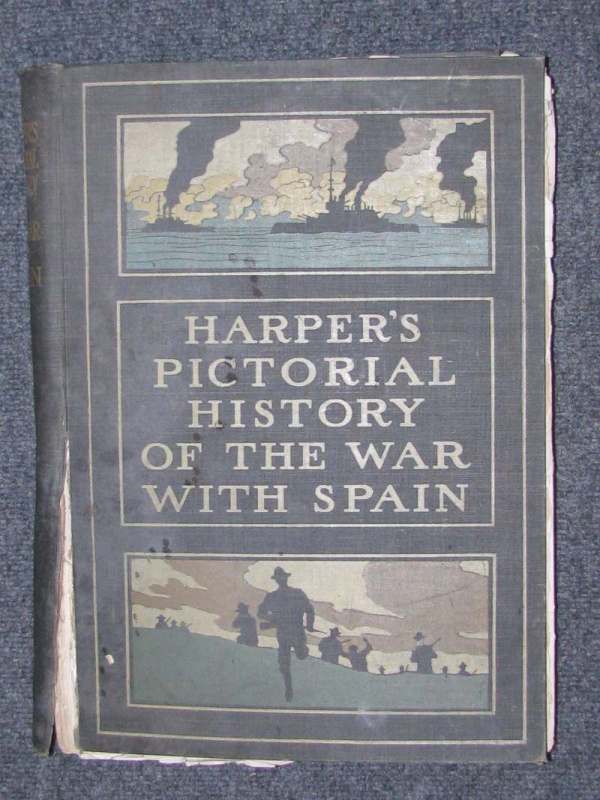 HARPER'S
PICTORIAL
HISTORY
OF THE WAR
WITH SPAIN